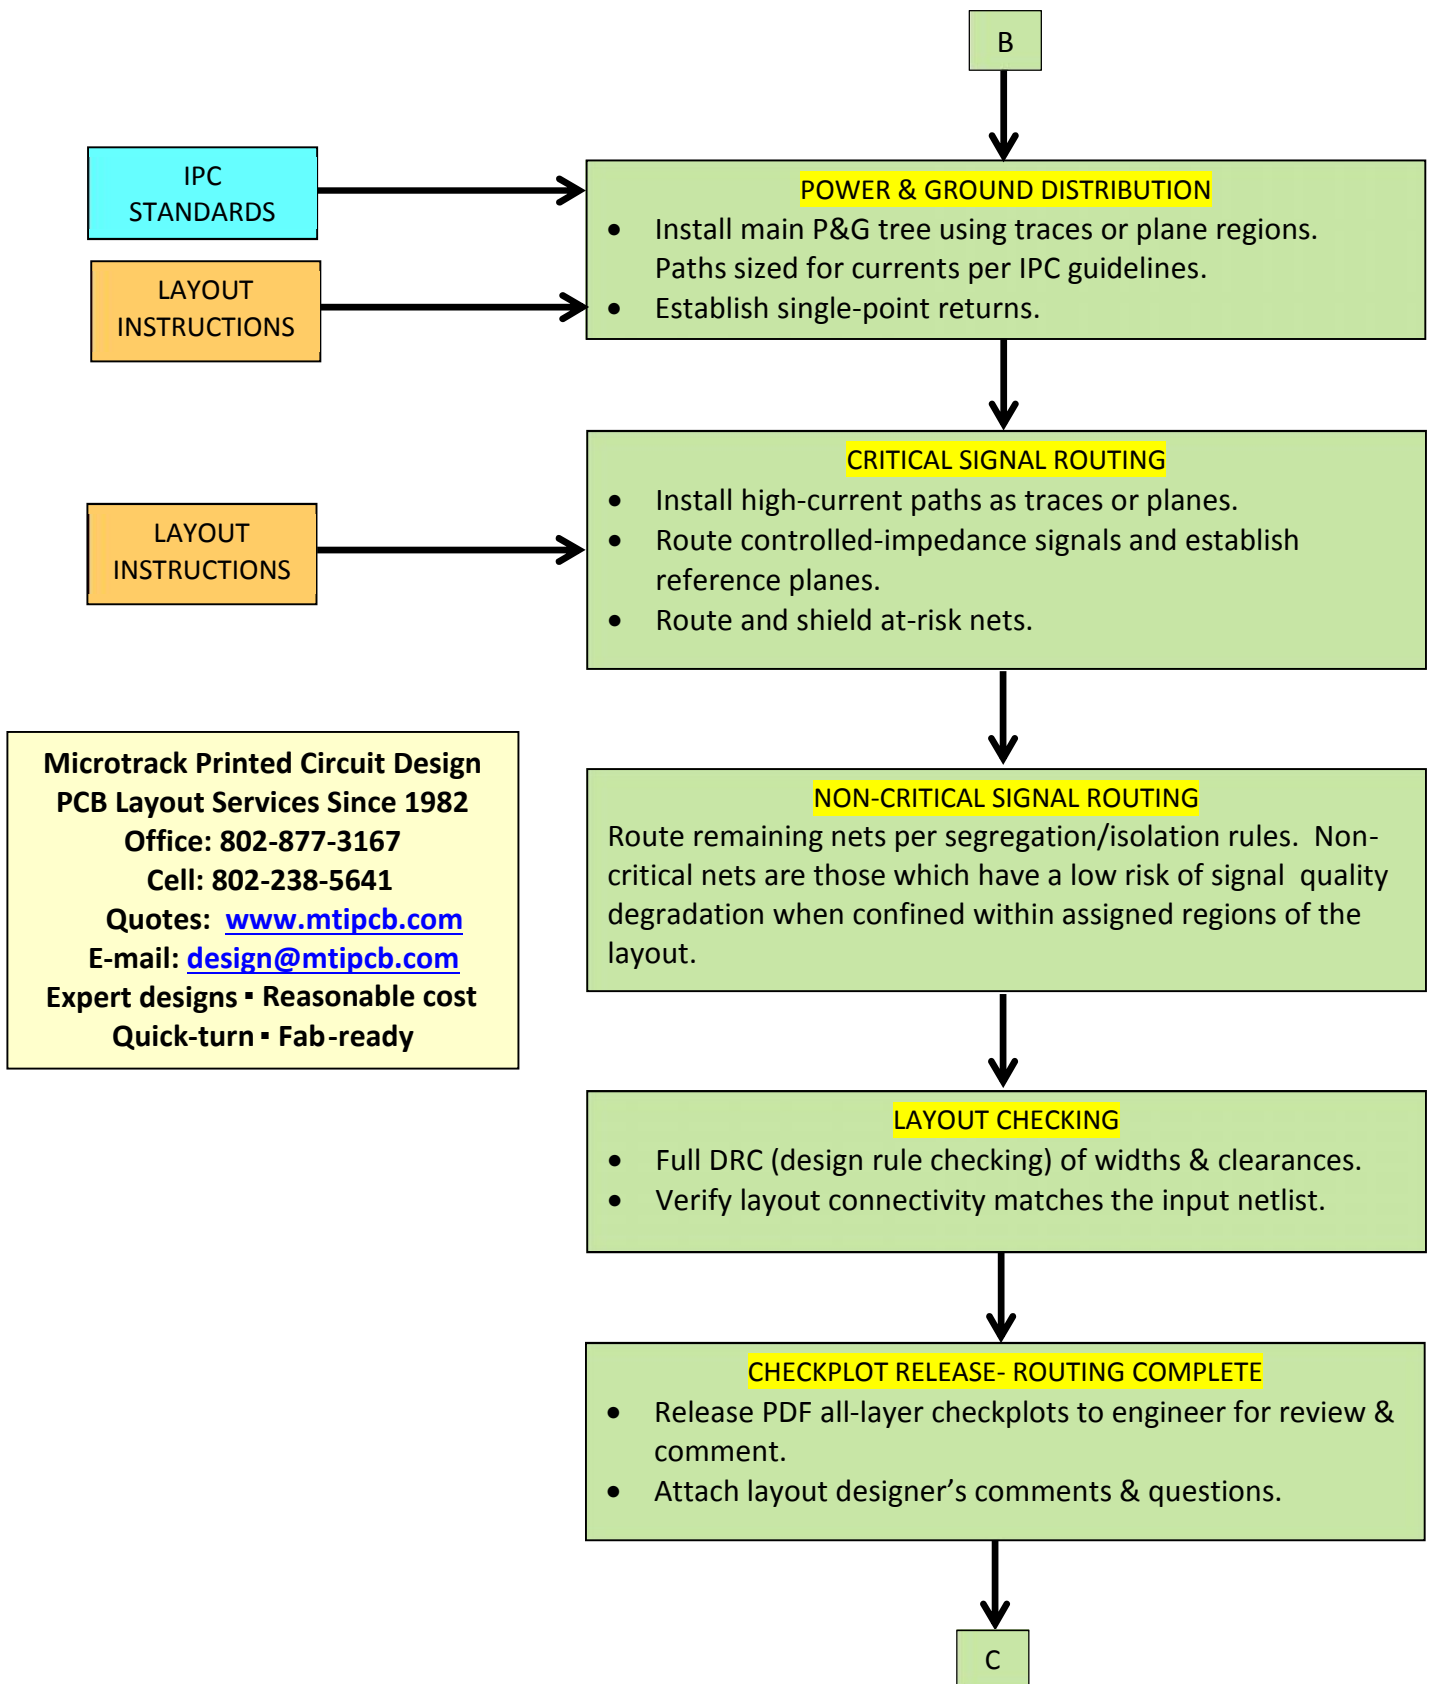 B
IPC
STANDARDS
LAYOUT
INSTRUCTIONS
POWER & GROUND DISTRIBUTION
• Install main P&G tree using traces or plane regions.
Paths sized for currents per IPC guidelines.
• Establish single-point returns.
LAYOUT
INSTRUCTIONS
CRITICAL SIGNAL ROUTING
• Install high-current paths as traces or planes.
• Route controlled-impedance signals and establish
reference planes.
• Route and shield at-risk nets.
Microtrack Printed Circuit Design
PCB Layout Services Since 1982
Office: 802-877-3167
Cell: 802-238-5641
Quotes: www.mtipcb.com
E-mail: design@mtipcb.com
Expert designs ▪ Reasonable cost
Quick-turn ▪ Fab-ready
NON-CRITICAL SIGNAL ROUTING
Route remaining nets per segregation/isolation rules. Non-
critical nets are those which have a low risk of signal quality
degradation when confined within assigned regions of the
layout.
LAYOUT CHECKING
• Full DRC (design rule checking) of widths & clearances.
• Verify layout connectivity matches the input netlist.
CHECKPLOT RELEASE- ROUTING COMPLETE
• Release PDF all-layer checkplots to engineer for review &
comment.
• Attach layout designer’s comments & questions.
C